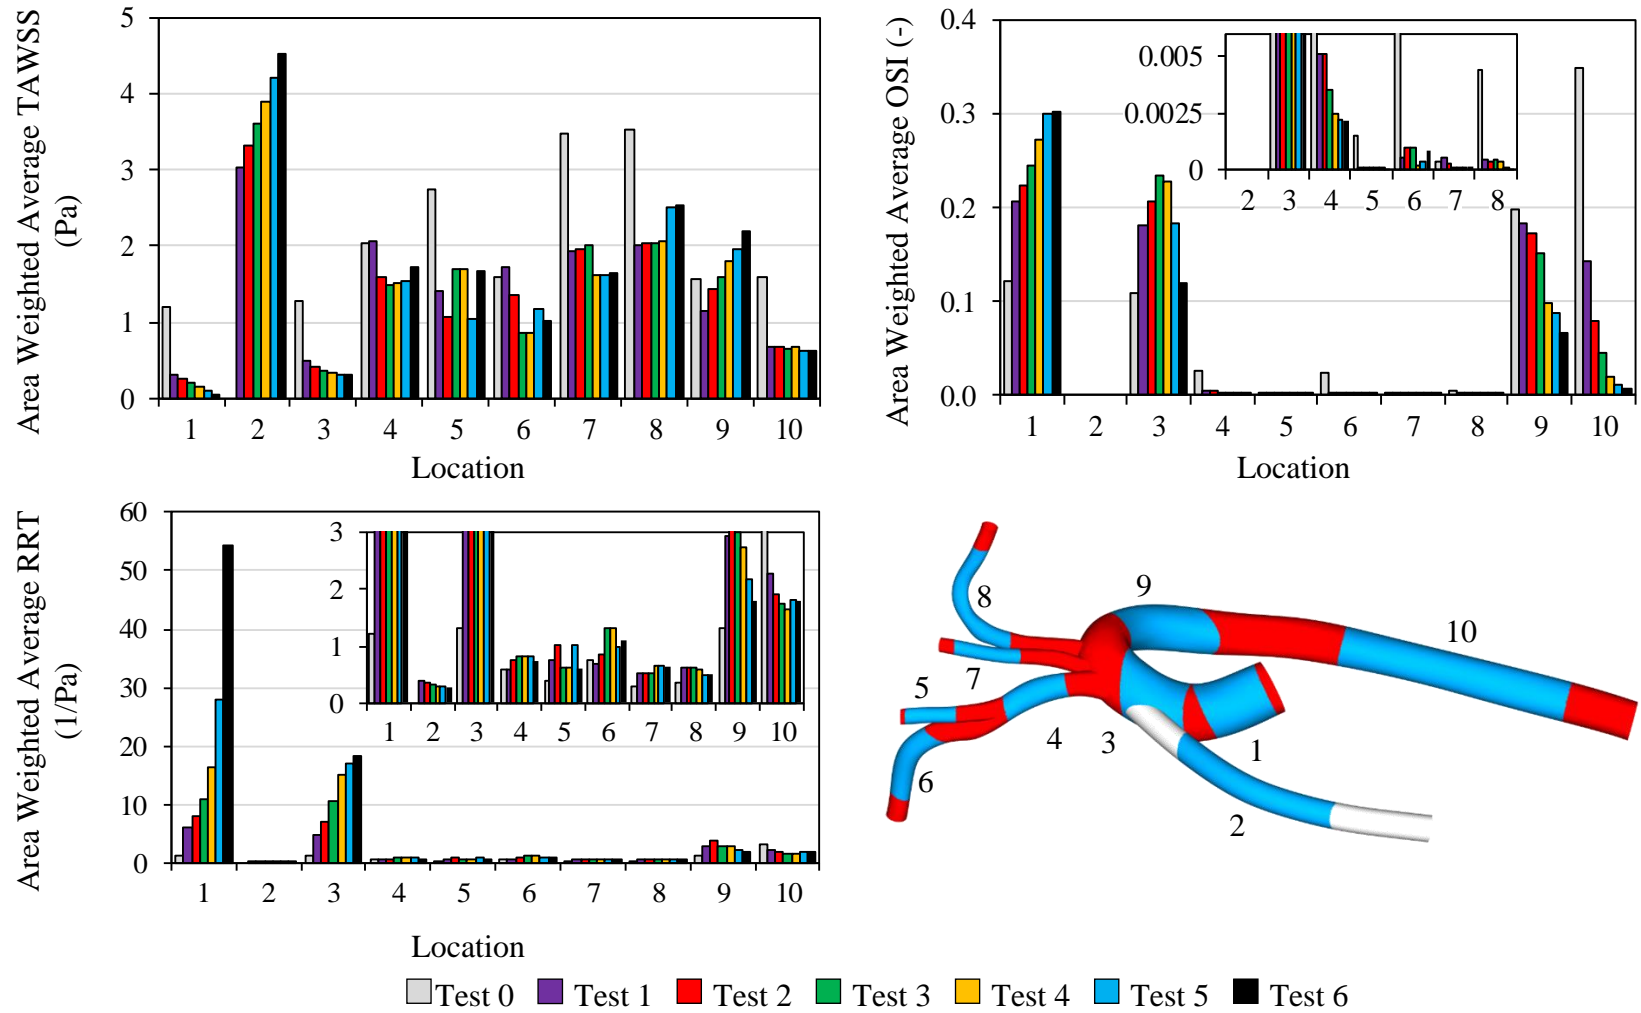 Area Weighted Average TAWSS
(Pa)
5
4
3
2
1
0
1 2 3 4 5 6 7 8 9 10
Location
Area Weighted Average OSI (-)
0.4
0.3
0.2
0.1
0.0
0.005
0.0025
0
2 3 4 5 6 7 8
1 2 3 4 5 6 7 8 9 10
Location
Area Weighted Average RRT
(1/Pa)
60
50
40
30
20
10
0
3
2
1
0
1 2 3 4 5 6 7 8 9 10
1 2 3 4 5 6 7 8 9 10
Location
9
8
10
7
5
4
3
1
6
2
Test 0 Test 1 Test 2 Test 3 Test 4 Test 5 Test 6